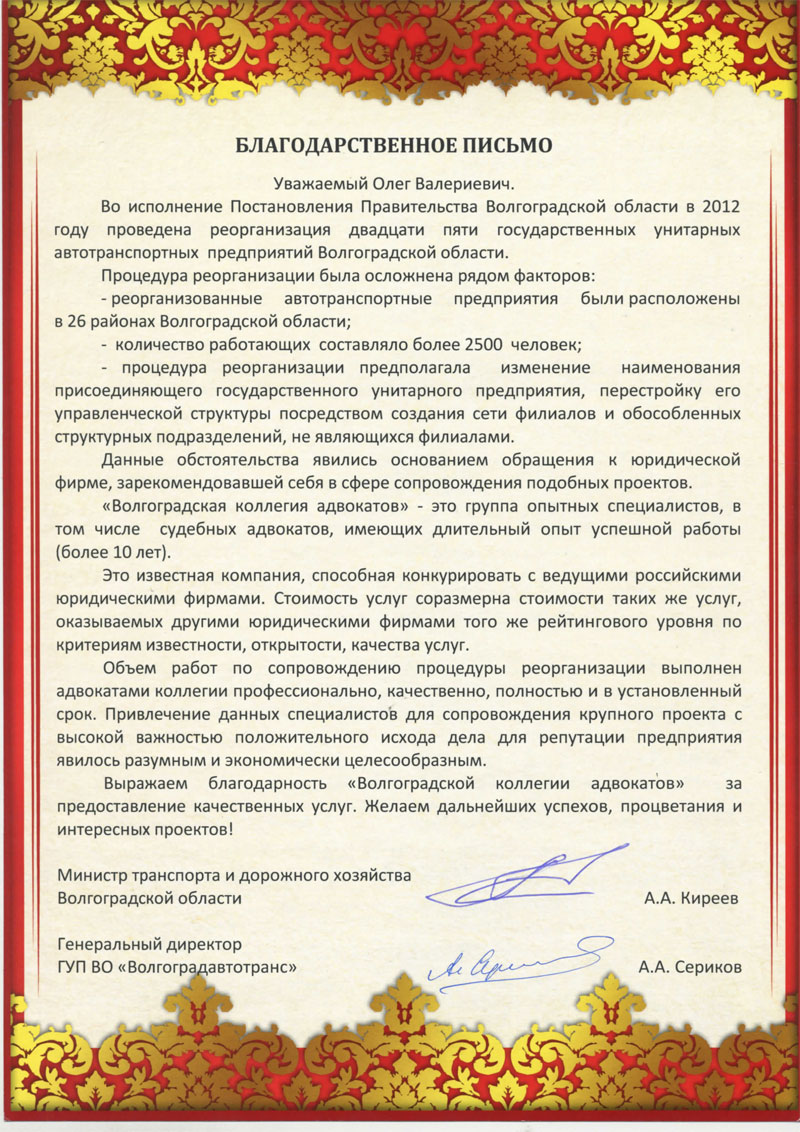 БЛАГОДАРСТВЕННОЕ ПИСЬМО
Уважаемый Олег Валериевич.
Во исполнение Постановления Правительства Волгоградской области в 2012
году проведена реорганизация двадцати пяти государственных унитарных
автотранспортных предприятий Волгоградской области.
Процедура реорганизации была осложнена рядом факторов:
- реорганизованные автотранспортные предприятия были расположены
в 26 районах Волгоградской области;
- количество работающих составляло более 2500 человек;
- процедура реорганизации предполагала изменение наименования
присоединяющего государственного унитарного предприятия, перестройку его
управленческой структуры посредством создания сети филиалов и обособленных
структурных подразделений, не являющихся филиалами.
Данные обстоятельства явились основанием обращения к юридической
фирме, зарекомендовавшей себя в сфере сопровождения подобных проектов.
«Волгоградская коллегия адвокатов» - это группа опытных специалистов, в
том числе судебных адвокатов, имеющих длительный опыт успешной работы
(более 10 лет).
Это известная компания, способная конкурировать с ведущими российскими
юридическими фирмами. Стоимость услуг соразмерна стоимости таких же услуг,
оказываемых другими юридическими фирмами того же рейтингового уровня по
критериям известности, открытости, качества услуг.
Объем работ по сопровождению процедуры реорганизации выполнен
адвокатами коллегии профессионально, качественно, полностью и в установленный
срок. Привлечение данных специалистов для сопровождения крупного проекта с
высокой важностью положительного исхода дела для репутации предприятия
явилось разумным и экономически целесообразным.
Выражаем благодарность «Волгоградской коллегии адвокатов» за
предоставление качественных услуг. Желаем дальнейших успехов, процветания и
интересных проектов!
Министр транспорта и дорожного хозяйства
Волгоградской области А.А. Киреев
Генеральный директор
ГУП ВО «Волгоградавтотранс» А.А. Сериков